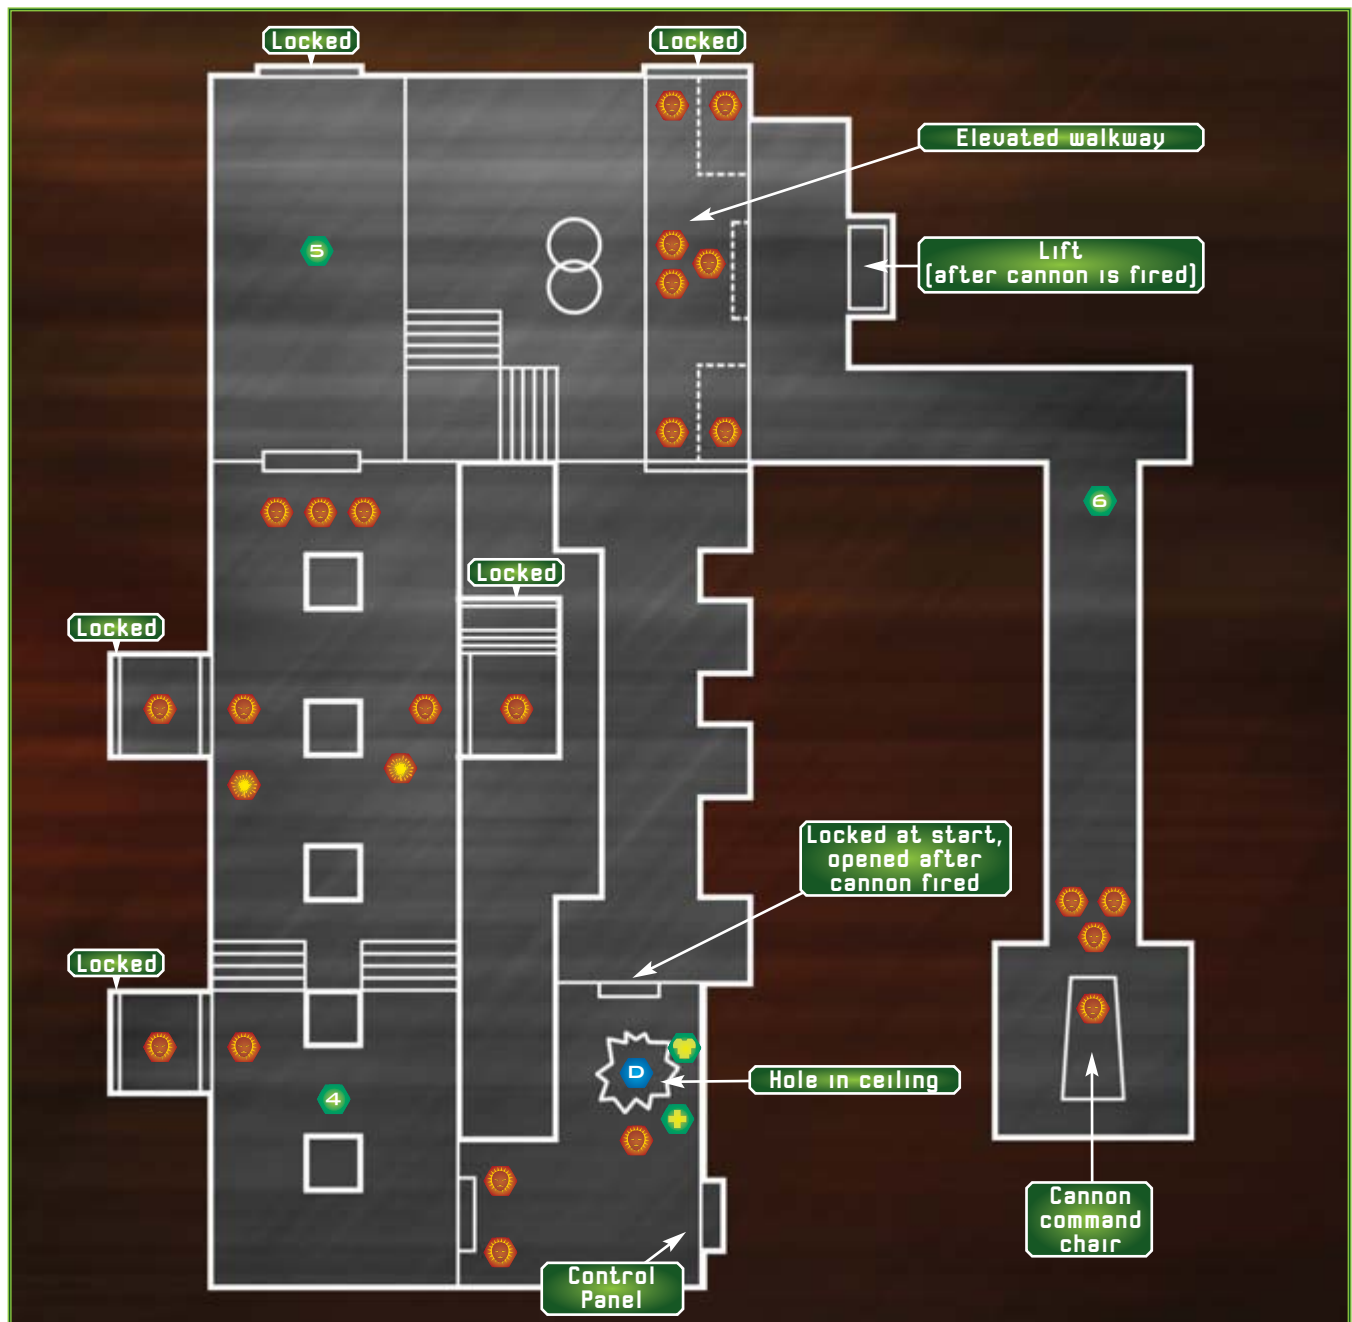 Locked
Locked
Elevated walkway
Lift
[after cannon is fired]
5
6
Locked
Locked
Locked at start,
opened after
cannon fired
Locked
D
Hole in ceiling
4
Cannon
command
chair
Control
Panel